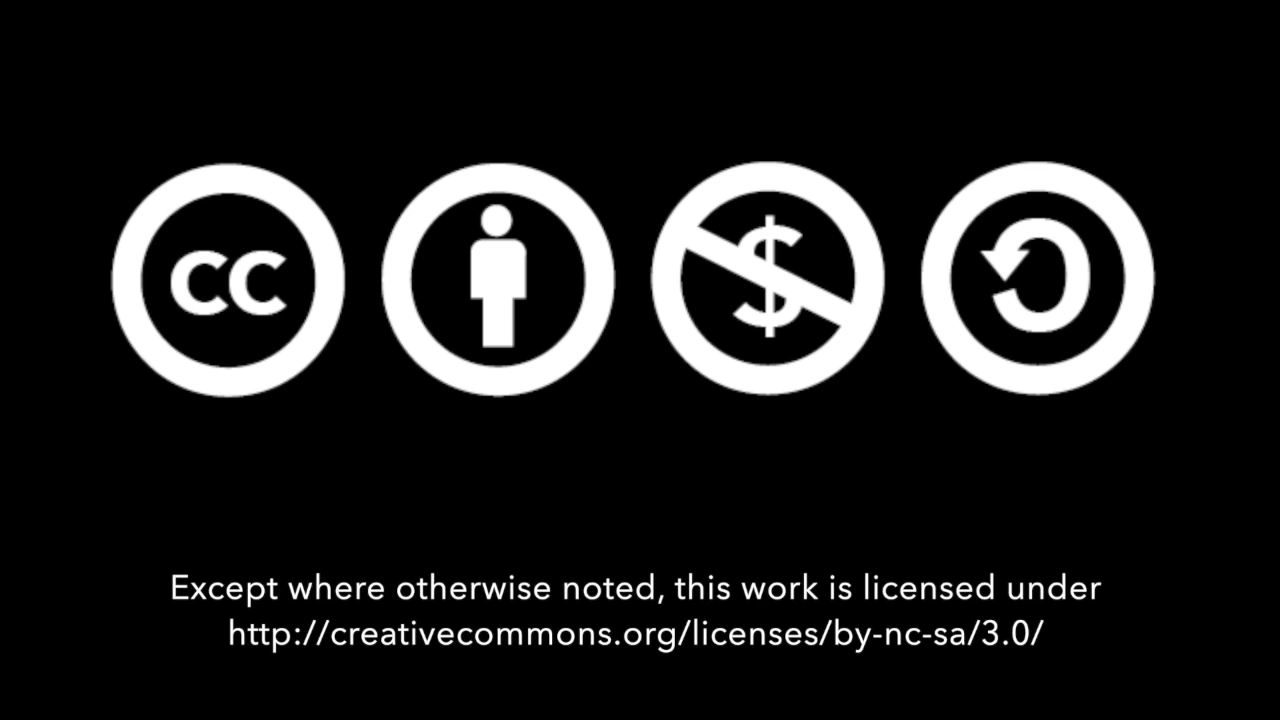 cc
$
Except where otherwise noted, this work is licensed under
http://creativecommons.org/licenses/by-nc-sa/3.0/